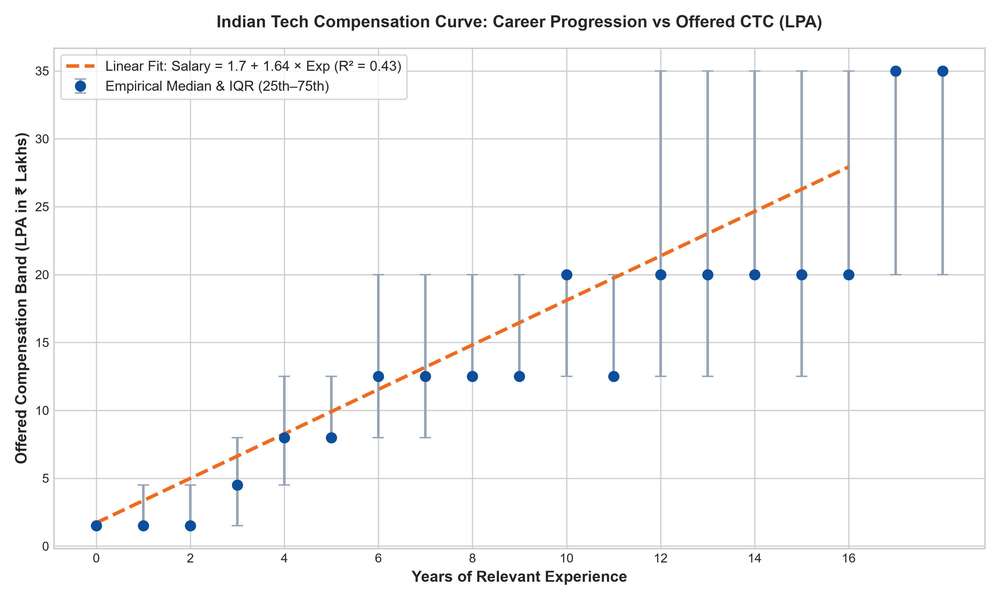 Indian Tech Compensation Curve: Career Progression vs Offered CTC (LPA)
Linear Fit: Salary = 1.7 + 1.64 × Exp (R² = 0.43)
Empirical Median & IQR (25th–75th)
Offered Compensation Band (LPA in ₹ Lakhs)
35
30
25
20
15
10
5
0
0 2 4 6 8 10 12 14 16
Years of Relevant Experience